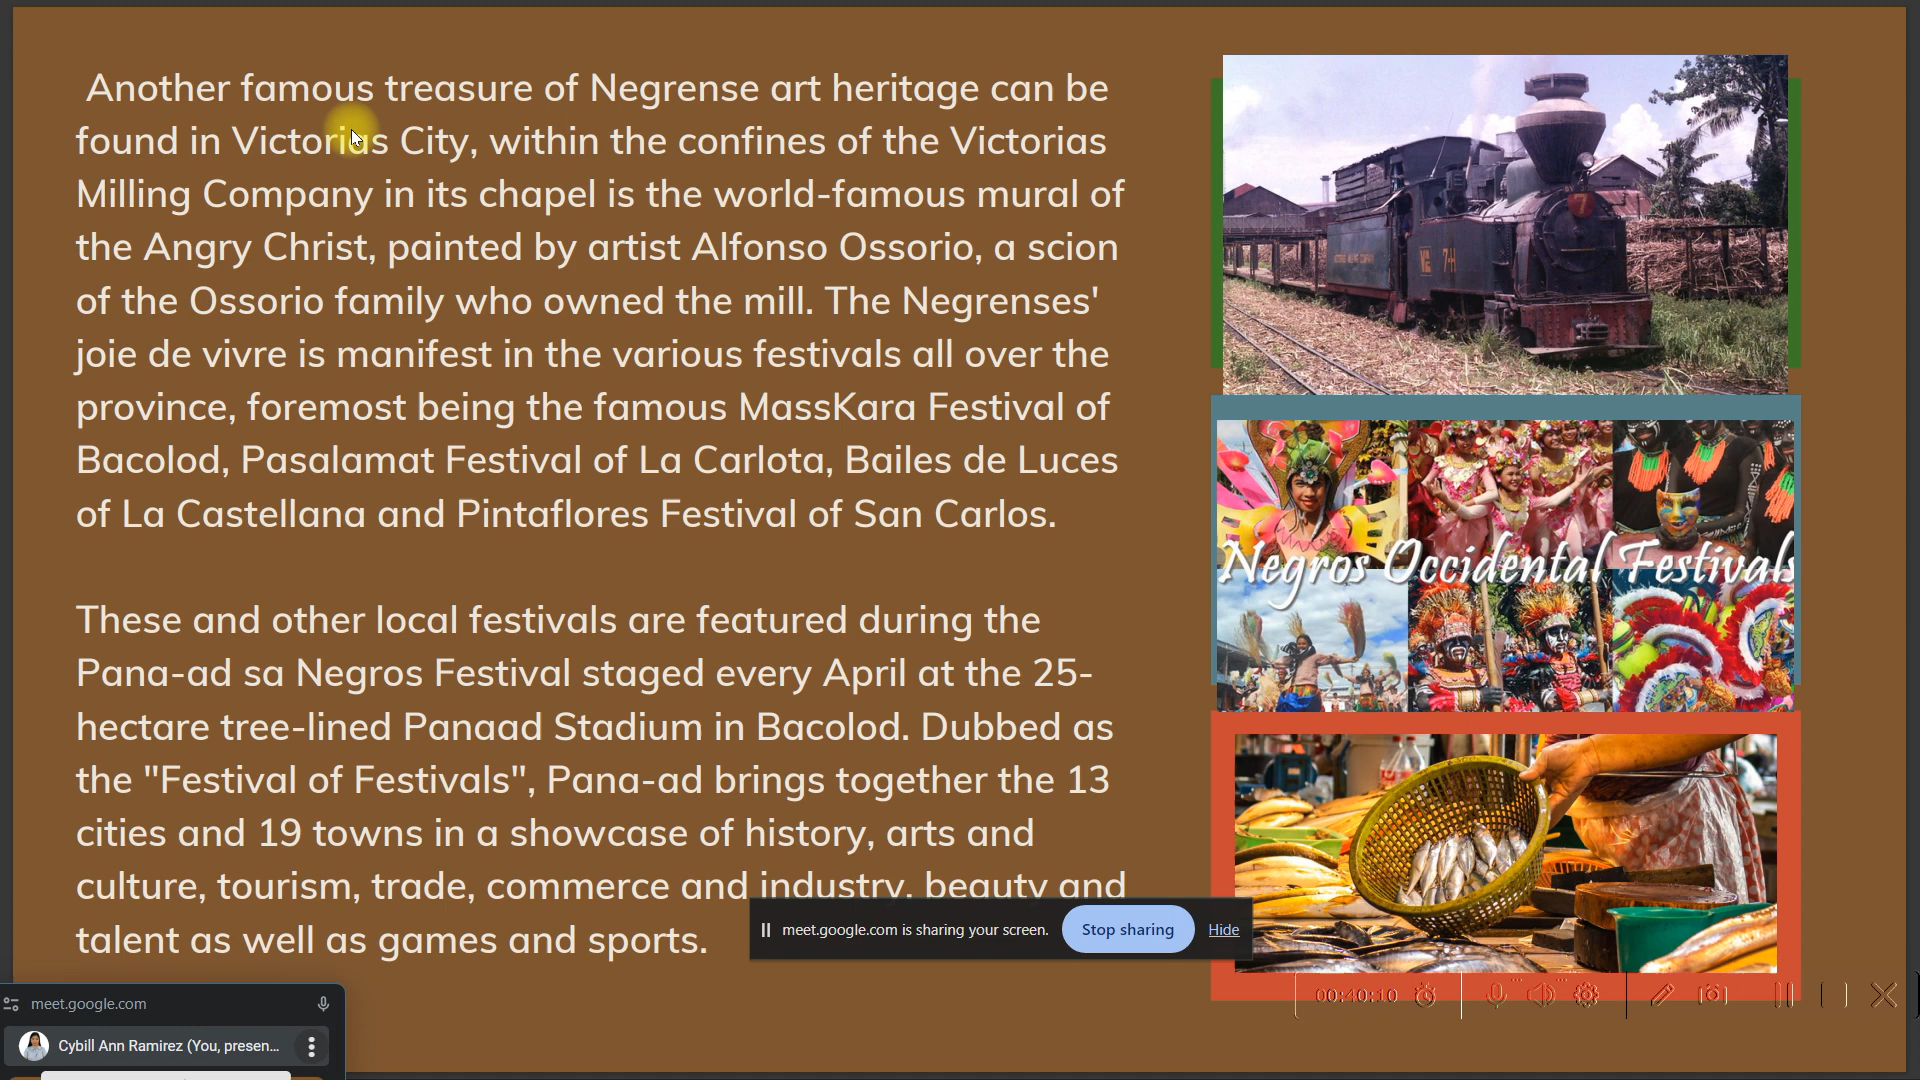 Another famous treasure of Negrense art heritage can be
found in Victorias City, within the confines of the Victorias
Milling Company in its chapel is the world-famous mural of
the Angry Christ, painted by artist Alfonso Ossorio, a scion
of the Ossorio family who owned the mill. The Negrenses'
joie de vivre is manifest in the various festivals all over the
province, foremost being the famous MassKara Festival of
Bacolod, Pasalamat Festival of La Carlota, Bailes de Luces
of La Castellana and Pintaflores Festival of San Carlos.
These and other local festivals are featured during the
Pana-ad sa Negros Festival staged every April at the 25-
hectare tree-lined Panaad Stadium in Bacolod. Dubbed as
the "Festival of Festivals", Pana-ad brings together the 13
cities and 19 towns in a showcase of history, arts and
culture, tourism, trade, commerce and industry, beauty and
talent as well as games and sports.
7
7-H
Negros Occidental Festivals
meet.google.com is sharing your screen.
Stop sharing
Hide
00:40:10
meet.google.com
Cybill Ann Ramirez (You, presen...